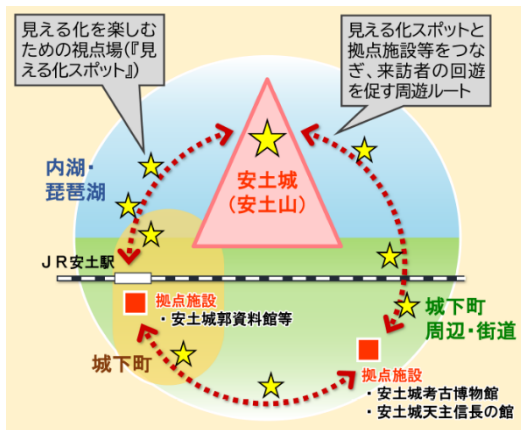 見える化を楽しむ
ための視点場(『見
える化スポット』)
見える化スポットと
拠点施設等をつな
ぎ、来訪者の回遊
を促す周遊ルート
安土城
(安土山)
内湖・
琵琶湖
ＪＲ安土駅
拠点施設
・安土城郭資料館等
城下町
周辺・街道
城下町
拠点施設
・安土城考古博物館
・安土城天主信長の館